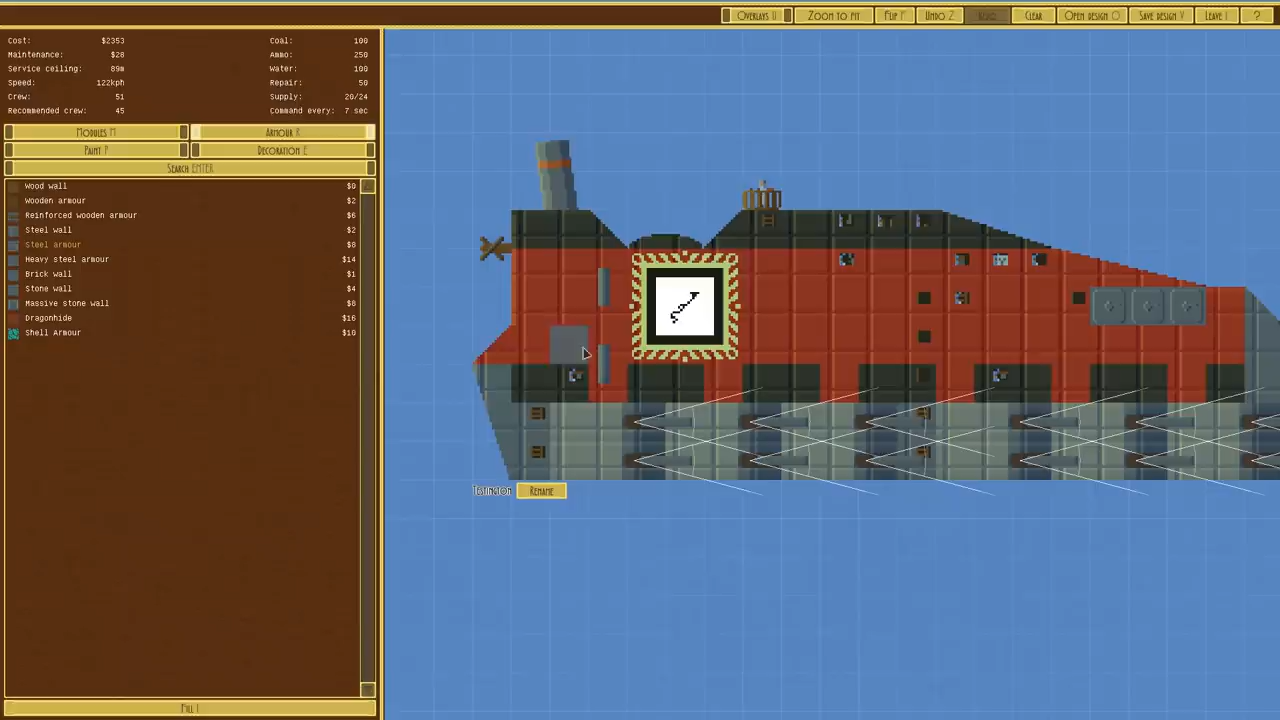 OVERLAYS U
ZOOM TO FIT
FLIP F
UNDO Z
CLEAR
OPEN DESIGN O
SAVE DESIGN V
LEAVE L
?
Cost: $2353
Maintenance: $28
Service ceiling: 89m
Speed: 122kph
Crew: 51
Recommended crew: 45
Coal: 100
Ammo: 250
Water: 100
Repair: 50
Supply: 20/24
Command every: 7 sec
MODULES M
ARMOUR R
PAINT P
DECORATION E
SEARCH ENTER
Wood wall $0
Wooden armour $2
Reinforced wooden armour $6
Steel wall $2
Steel armour $8
Heavy steel armour $14
Brick wall $1
Stone wall $4
Massive stone wall $8
Dragonhide $16
Shell Armour $10
TESTINGTON
RENAME
FILL I